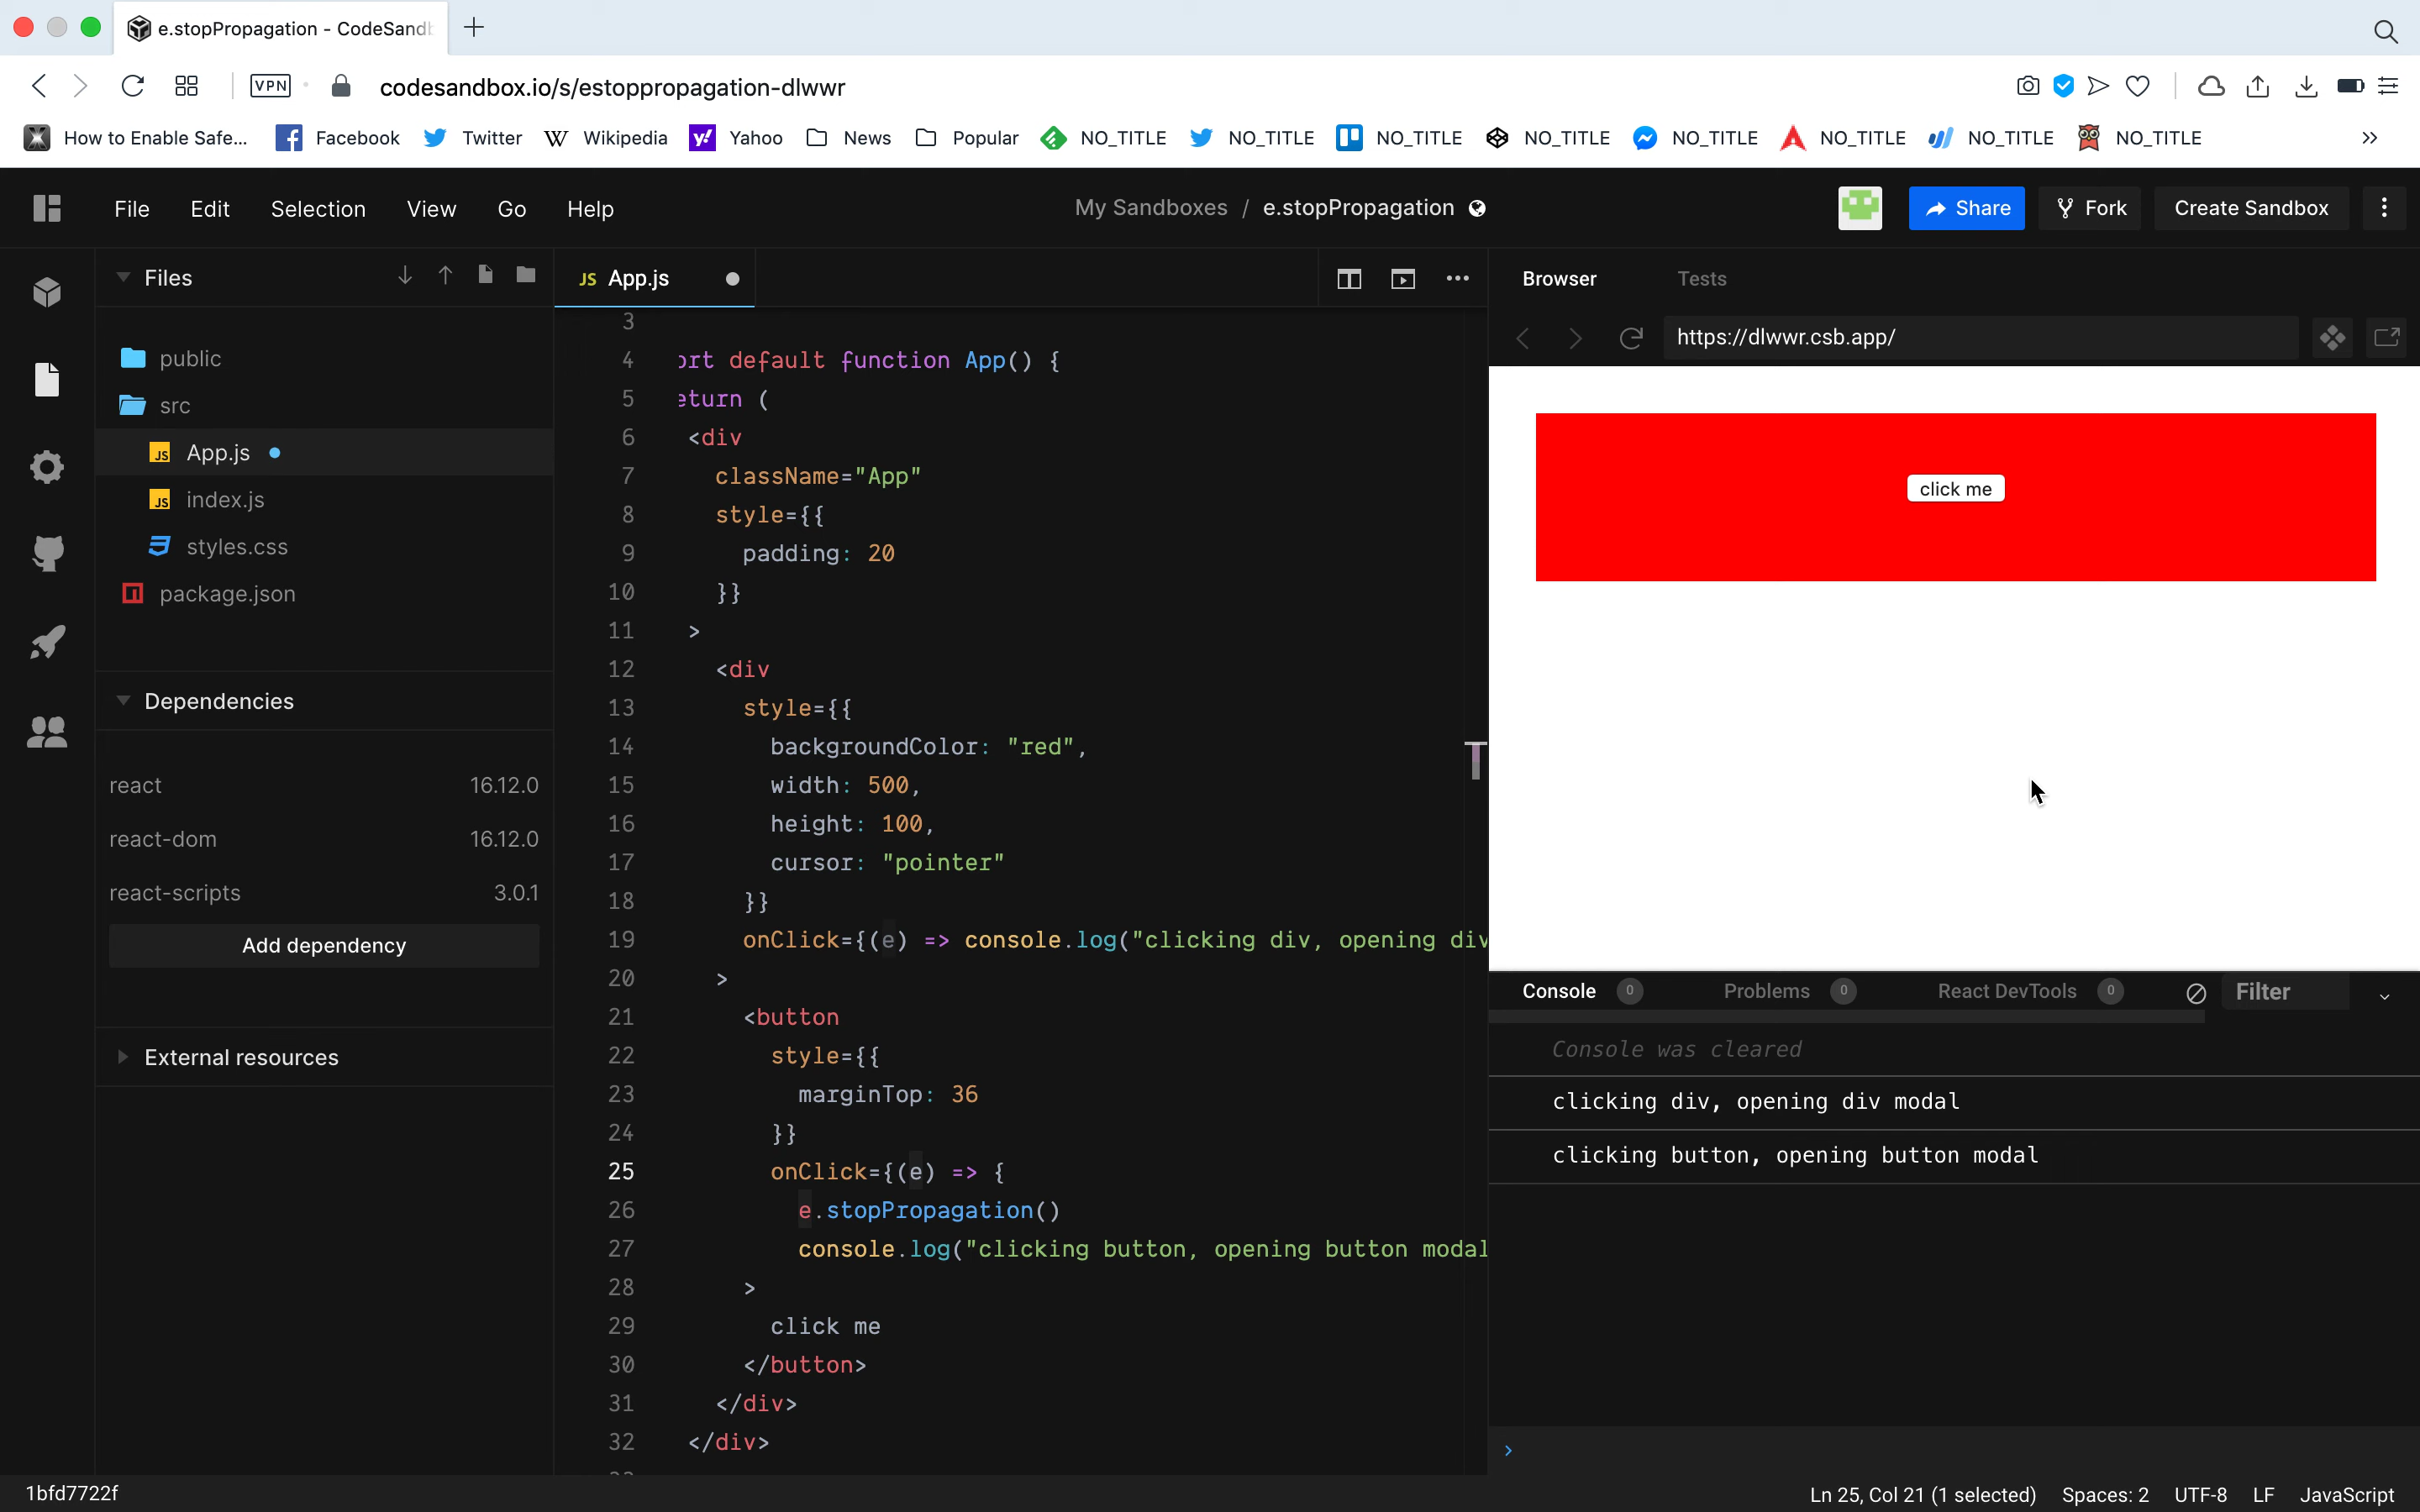 e.stopPropagation - CodeSandb
VPN
codesandbox.io/s/estoppropagation-dlwwr
How to Enable Safe...
Facebook
Twitter
Wikipedia
Yahoo
News
Popular
NO_TITLE
NO_TITLE
NO_TITLE
NO_TITLE
NO_TITLE
NO_TITLE
NO_TITLE
NO_TITLE
File
Edit
Selection
View
Go
Help
My Sandboxes / e.stopPropagation
Share
Fork
Create Sandbox
Files
public
src
JS App.js
JS index.js
styles.css
package.json
Dependencies
react 16.12.0
react-dom 16.12.0
react-scripts 3.0.1
Add dependency
External resources
JS App.js
3
4 ort default function App() {
5 eturn (
6 <div
7 className="App"
8 style={{
9 padding: 20
10 }}
11 >
12 <div
13 style={{
14 backgroundColor: "red",
15 width: 500,
16 height: 100,
17 cursor: "pointer"
18 }}
19 onClick={(e) => console.log("clicking div, opening div
20 >
21 <button
22 style={{
23 marginTop: 36
24 }}
25 onClick={(e) => {
26 e.stopPropagation()
27 console.log("clicking button, opening button modal
28 >
29 click me
30 </button>
31 </div>
32 </div>
Browser
Tests
https://dlwwr.csb.app/
click me
Console 0
Problems 0
React DevTools 0
Filter
Console was cleared
clicking div, opening div modal
clicking button, opening button modal
1bfd7722f
Ln 25, Col 21 (1 selected)
Spaces: 2
UTF-8
LF
JavaScript